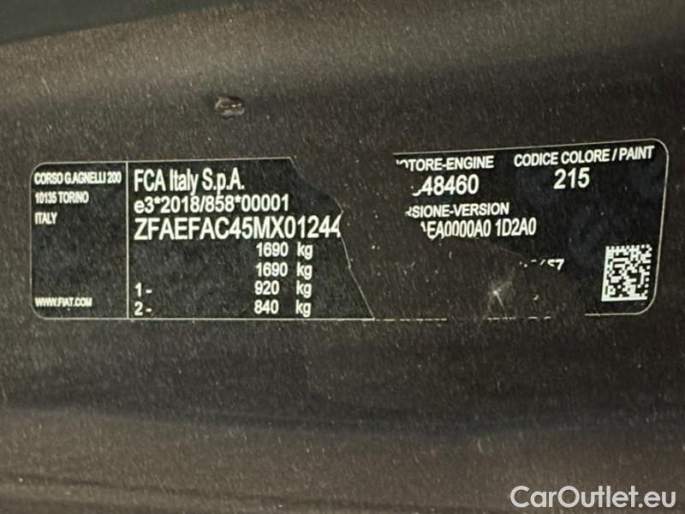 CORSO G.AGNELLI 200
10135 TORINO
ITALY
WWW.FIAT.COM
FCA Italy S.p.A.
e3*2018/858*00001
ZFAEFAC45MX01244
1690 kg
1690 kg
1- 920 kg
2- 840 kg
OTORE-ENGINE
48460
RSIONE-VERSION
EA0000A0 1D2A0
CODICE COLORE / PAINT
215
CarOutlet.eu